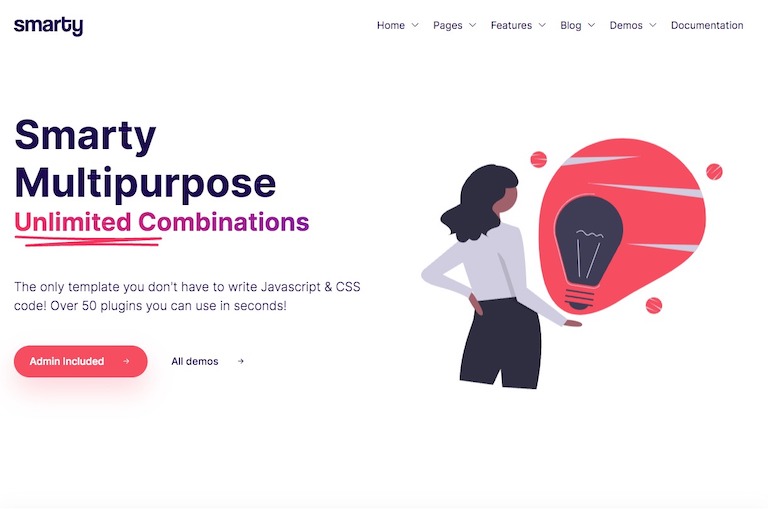 smarty
Home Pages Features Blog Demos Documentation
Smarty
Multipurpose
Unlimited Combinations
The only template you don't have to write Javascript & CSS
code! Over 50 plugins you can use in seconds!
Admin Included All demos